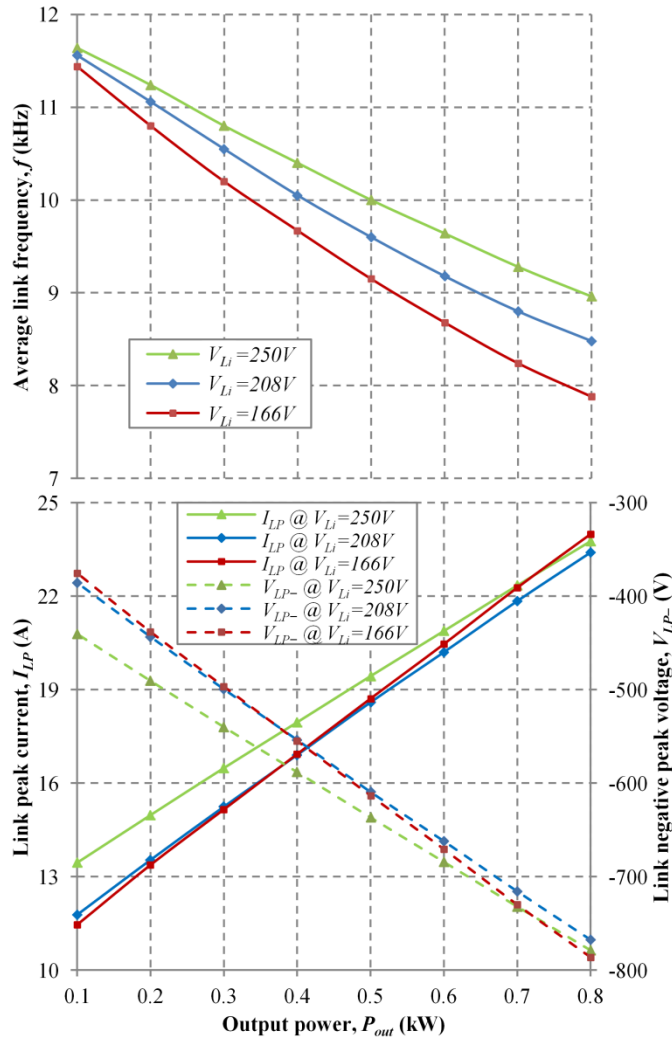 Average link frequency, f (kHz)
12
11
10
9
8
7
V_Li=250V
V_Li=208V
V_Li=166V
Link peak current, I_LP (A)
25
22
19
16
13
10
I_LP @ V_Li=250V
I_LP @ V_Li=208V
I_LP @ V_Li=166V
V_LP− @ V_Li=250V
V_LP− @ V_Li=208V
V_LP− @ V_Li=166V
-300
-400
-500
-600
-700
-800
Link negative peak voltage, V_LP− (V)
0.1 0.2 0.3 0.4 0.5 0.6 0.7 0.8
Output power, P_out (kW)